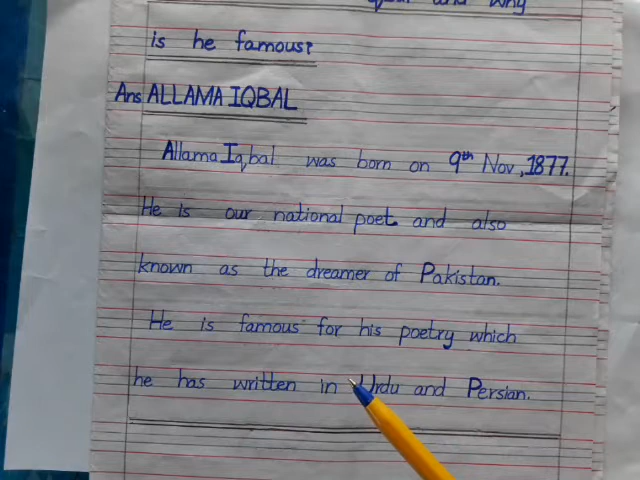 and why
is he famous?
Ans ALLAMA IQBAL
Allama Iqbal was born on 9th Nov, 1877.
He is our national poet and also
known as the dreamer of Pakistan.
He is famous for his poetry which
he has written in Urdu and Persian.